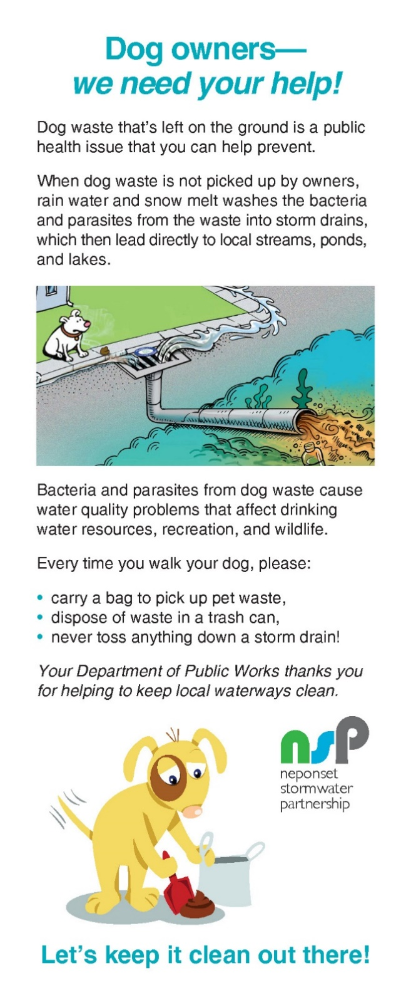 Dog owners—
we need your help!
Dog waste that's left on the ground is a public
health issue that you can help prevent.
When dog waste is not picked up by owners,
rain water and snow melt washes the bacteria
and parasites from the waste into storm drains,
which then lead directly to local streams, ponds,
and lakes.
Bacteria and parasites from dog waste cause
water quality problems that affect drinking
water resources, recreation, and wildlife.
Every time you walk your dog, please:
• carry a bag to pick up pet waste,
• dispose of waste in a trash can,
• never toss anything down a storm drain!
Your Department of Public Works thanks you
for helping to keep local waterways clean.
nsp
neponset
stormwater
partnership
Let's keep it clean out there!